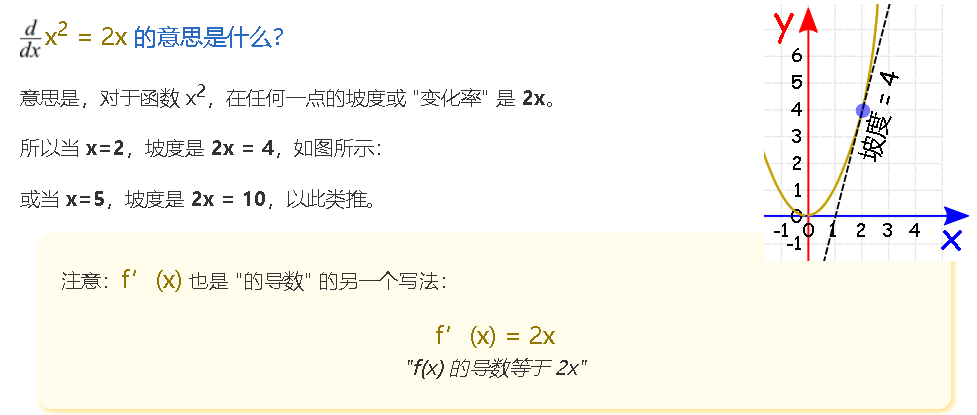 d/dx x² = 2x 的意思是什么？
意思是，对于函数 x²，在任何一点的坡度或 "变化率" 是 2x。
所以当 x=2，坡度是 2x = 4，如图所示：
或当 x=5，坡度是 2x = 10，以此类推。
注意：f’(x) 也是 "的导数" 的另一个写法：
f’(x) = 2x
"f(x) 的导数等于 2x"
y
6
5
4
3
2
1
0
-1
-1 0 1 2 3 4
x
坡度 = 4